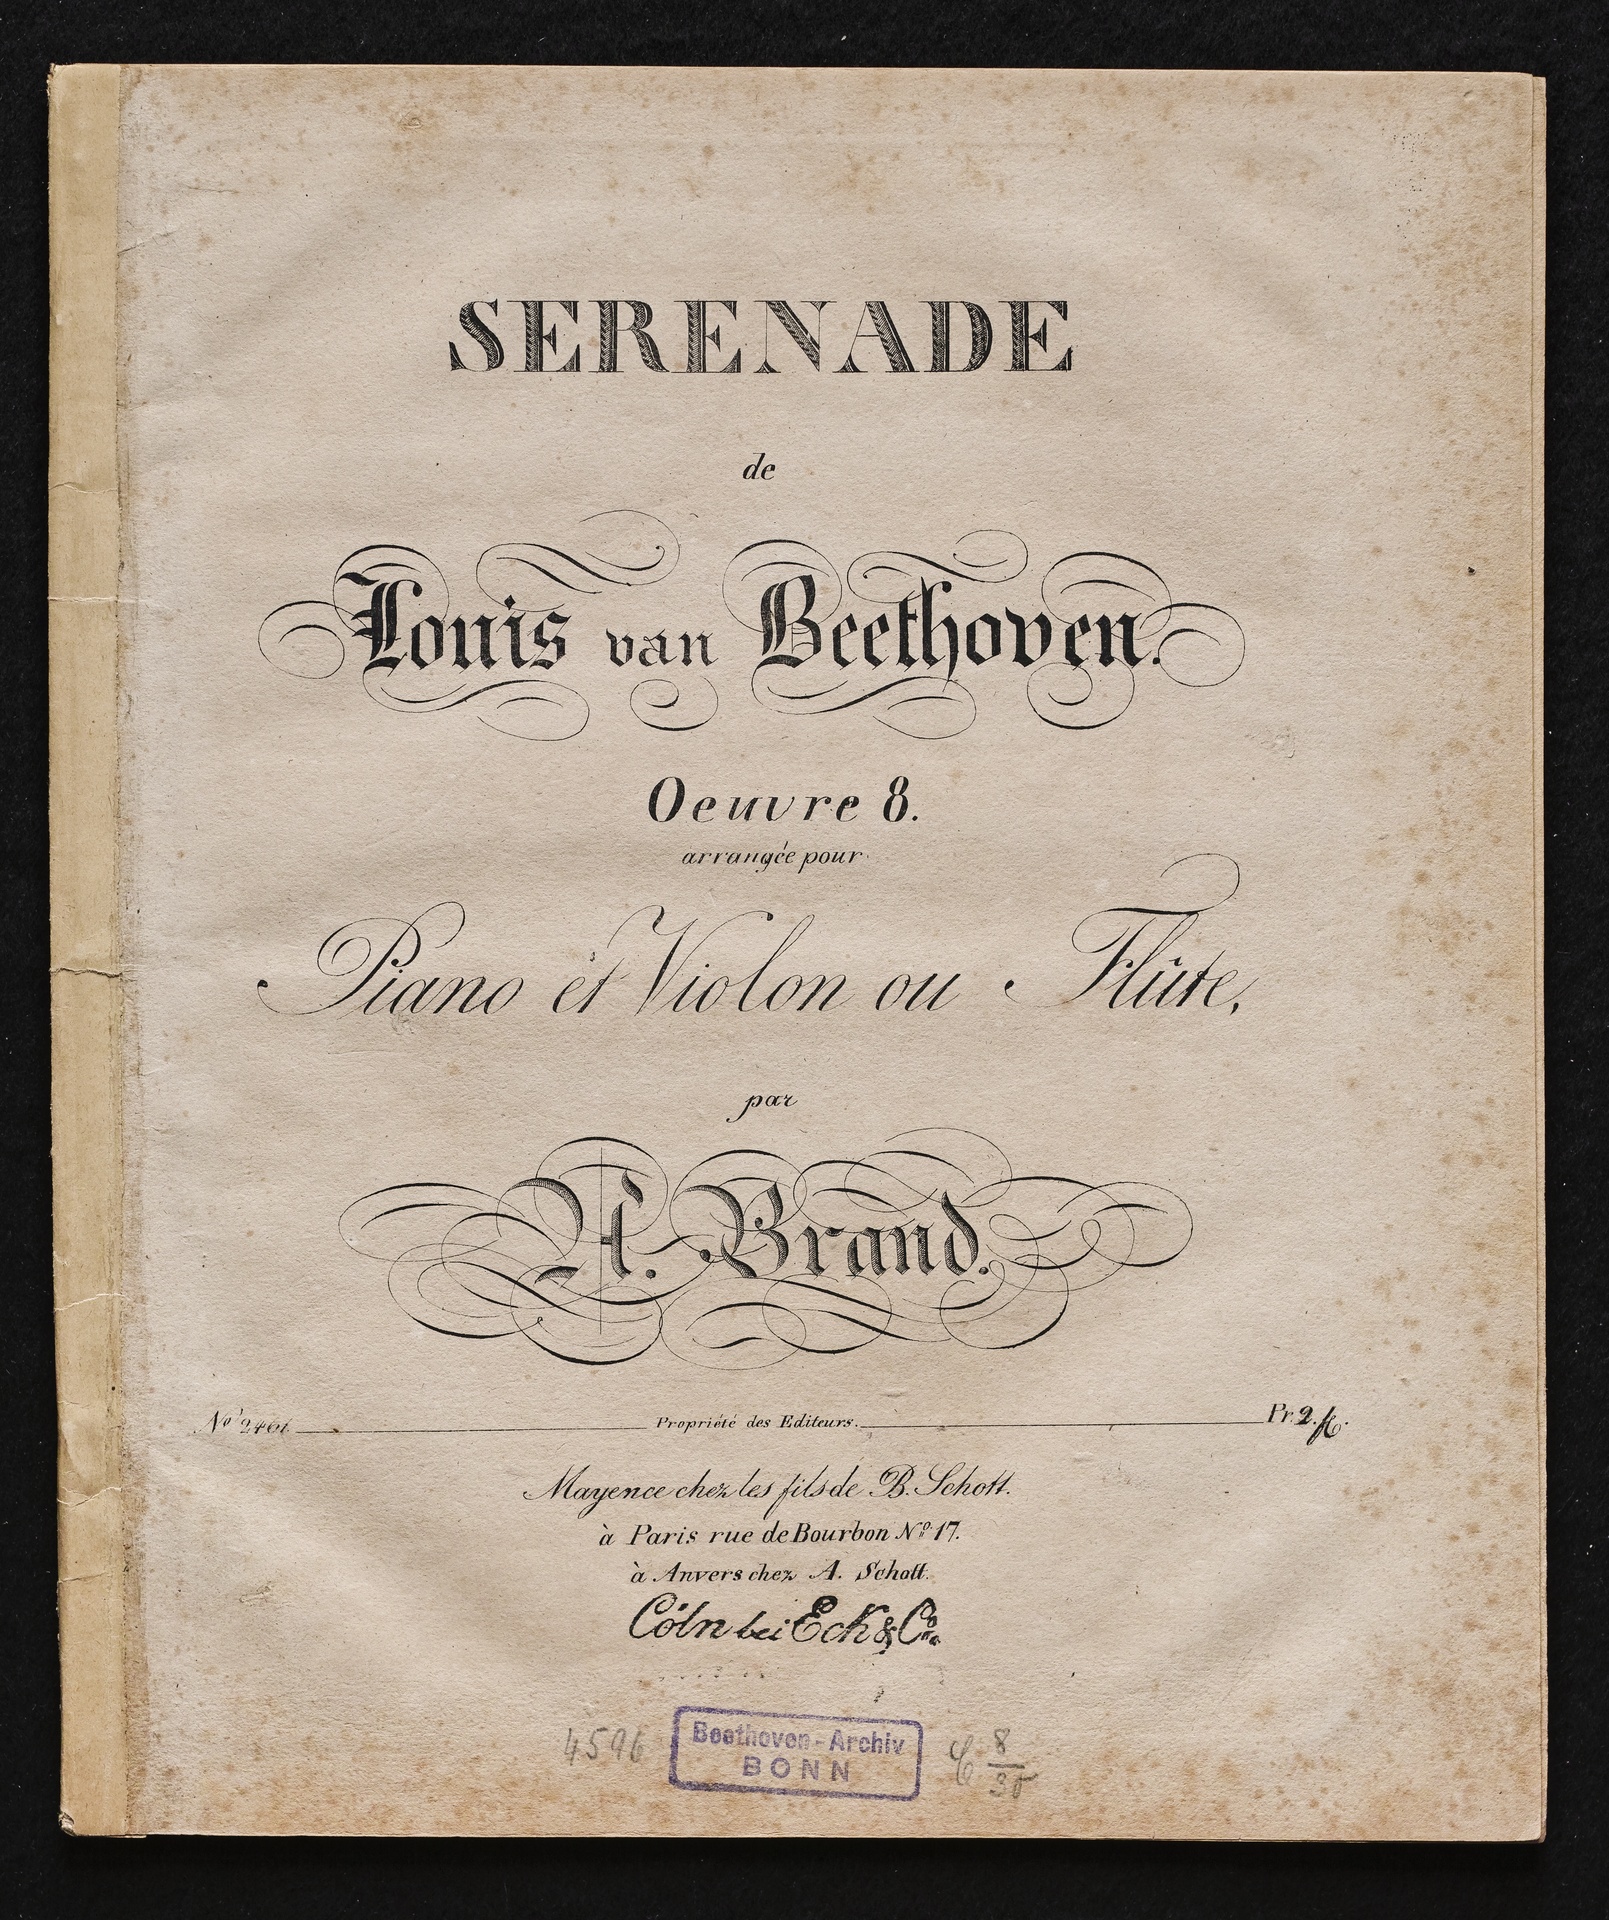 SERENADE
de
Louis van Beethoven.
Oeuvre 8.
arrangée pour
Piano et Violon ou Flûte,
par
A. Brand.
No 2461 Propriété des Editeurs. Pr. 2. fl.
Mayence chez les fils de B. Schott.
à Paris rue de Bourbon No. 17.
à Anvers chez A. Schott.
Cöln bei Eck & Co.
4596
Beethoven-Archiv
BONN
C 8